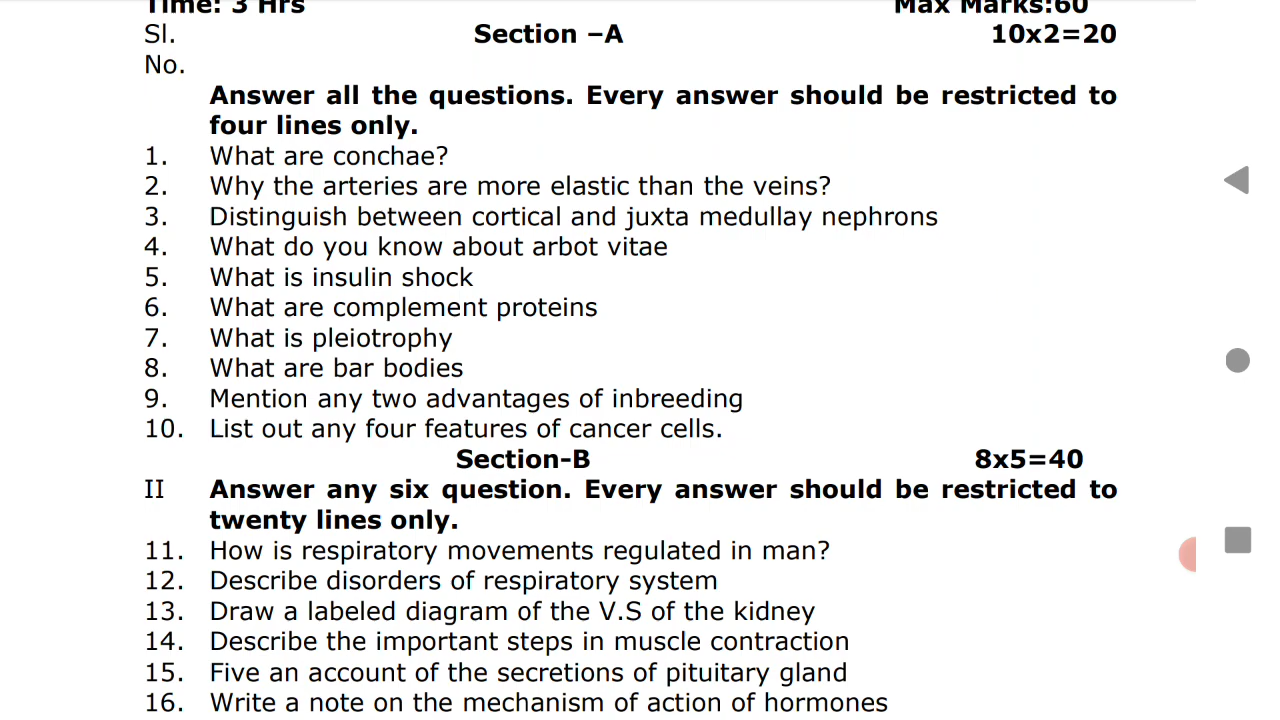 Time: 3 Hrs Max Marks:60
Sl. Section –A 10x2=20
No.
Answer all the questions. Every answer should be restricted to
four lines only.
1. What are conchae?
2. Why the arteries are more elastic than the veins?
3. Distinguish between cortical and juxta medullay nephrons
4. What do you know about arbot vitae
5. What is insulin shock
6. What are complement proteins
7. What is pleiotrophy
8. What are bar bodies
9. Mention any two advantages of inbreeding
10. List out any four features of cancer cells.
Section-B 8x5=40
II Answer any six question. Every answer should be restricted to
twenty lines only.
11. How is respiratory movements regulated in man?
12. Describe disorders of respiratory system
13. Draw a labeled diagram of the V.S of the kidney
14. Describe the important steps in muscle contraction
15. Five an account of the secretions of pituitary gland
16. Write a note on the mechanism of action of hormones